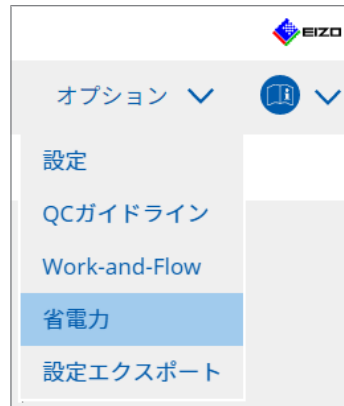 EIZO
オプション
設定
QCガイドライン
Work-and-Flow
省電力
設定エクスポート